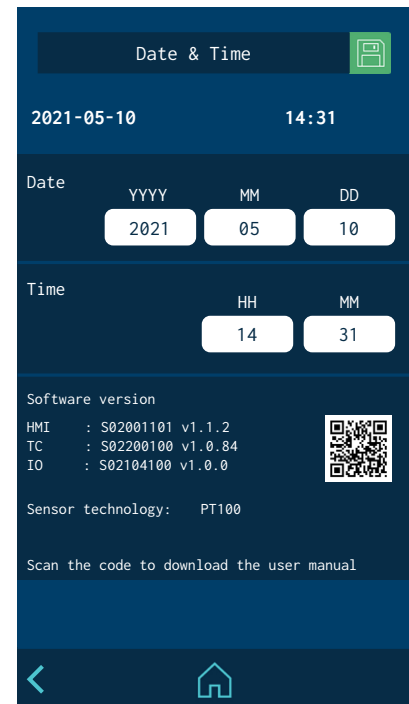 Date & Time
2021-05-10 14:31
Date
YYYY MM DD
2021 05 10
Time
HH MM
14 31
Software version
HMI : S02001101 v1.1.2
TC : S02200100 v1.0.84
IO : S02104100 v1.0.0
Sensor technology: PT100
Scan the code to download the user manual